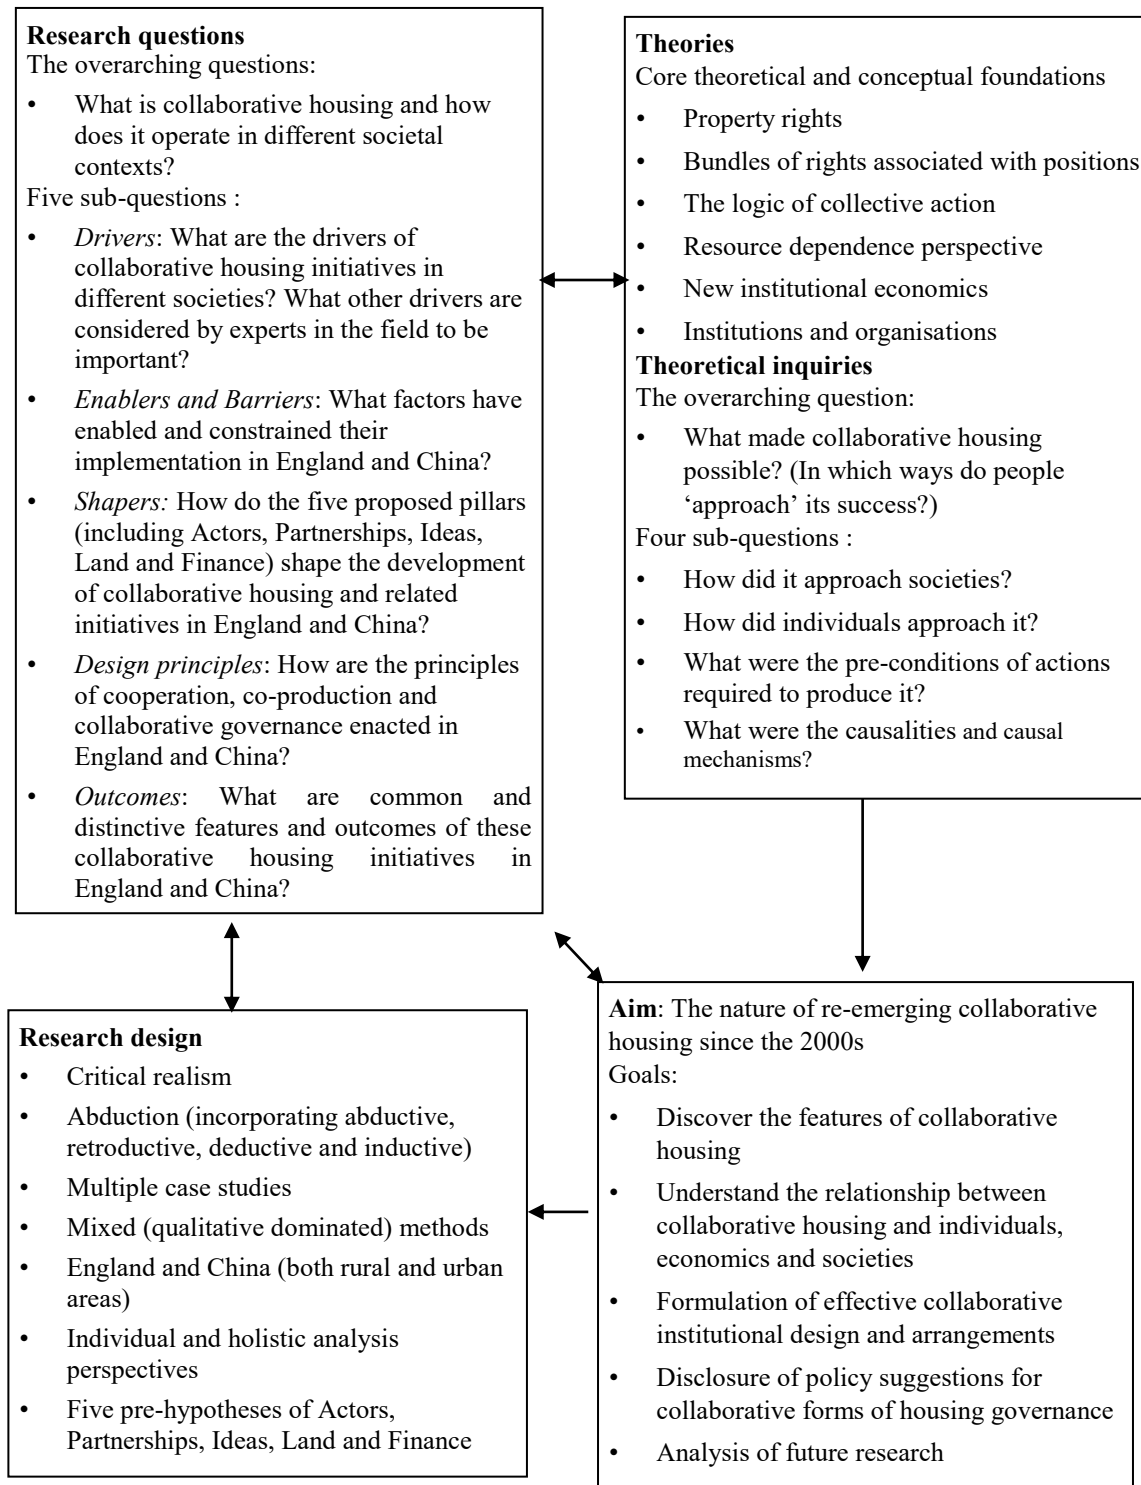 Research questions
The overarching questions:
• What is collaborative housing and how
does it operate in different societal
contexts?
Five sub-questions :
• Drivers: What are the drivers of
collaborative housing initiatives in
different societies? What other drivers are
considered by experts in the field to be
important?
• Enablers and Barriers: What factors have
enabled and constrained their
implementation in England and China?
• Shapers: How do the five proposed pillars
(including Actors, Partnerships, Ideas,
Land and Finance) shape the development
of collaborative housing and related
initiatives in England and China?
• Design principles: How are the principles
of cooperation, co-production and
collaborative governance enacted in
England and China?
• Outcomes: What are common and
distinctive features and outcomes of these
collaborative housing initiatives in
England and China?
Theories
Core theoretical and conceptual foundations
• Property rights
• Bundles of rights associated with positions
• The logic of collective action
• Resource dependence perspective
• New institutional economics
• Institutions and organisations
Theoretical inquiries
The overarching question:
• What made collaborative housing
possible? (In which ways do people
‘approach’ its success?)
Four sub-questions :
• How did it approach societies?
• How did individuals approach it?
• What were the pre-conditions of actions
required to produce it?
• What were the causalities and causal
mechanisms?
Research design
• Critical realism
• Abduction (incorporating abductive,
retroductive, deductive and inductive)
• Multiple case studies
• Mixed (qualitative dominated) methods
• England and China (both rural and urban
areas)
• Individual and holistic analysis
perspectives
• Five pre-hypotheses of Actors,
Partnerships, Ideas, Land and Finance
Aim: The nature of re-emerging collaborative
housing since the 2000s
Goals:
• Discover the features of collaborative
housing
• Understand the relationship between
collaborative housing and individuals,
economics and societies
• Formulation of effective collaborative
institutional design and arrangements
• Disclosure of policy suggestions for
collaborative forms of housing governance
• Analysis of future research